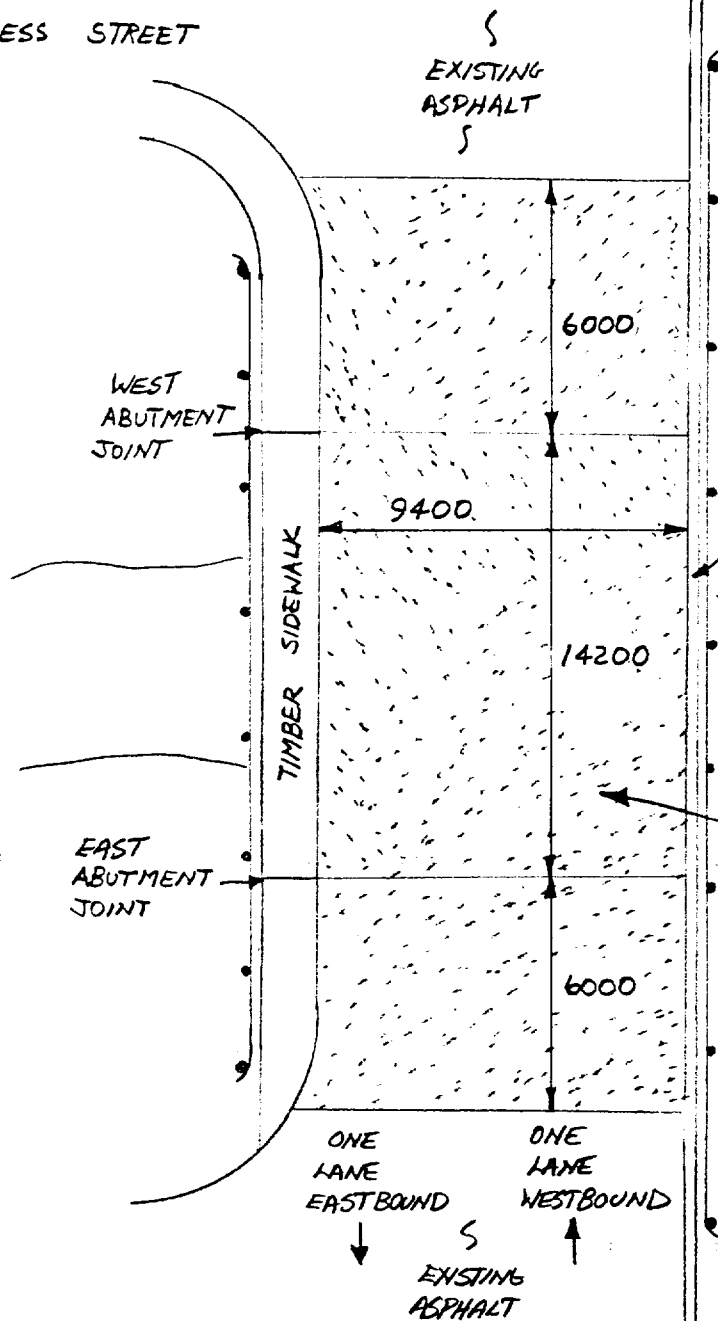 ESS STREET
EXISTING
ASPHALT
6000
WEST
ABUTMENT
JOINT
9400
TIMBER SIDEWALK
14200
EAST
ABUTMENT
JOINT
6000
ONE
LANE
EASTBOUND
ONE
LANE
WESTBOUND
EXISTING
ASPHALT